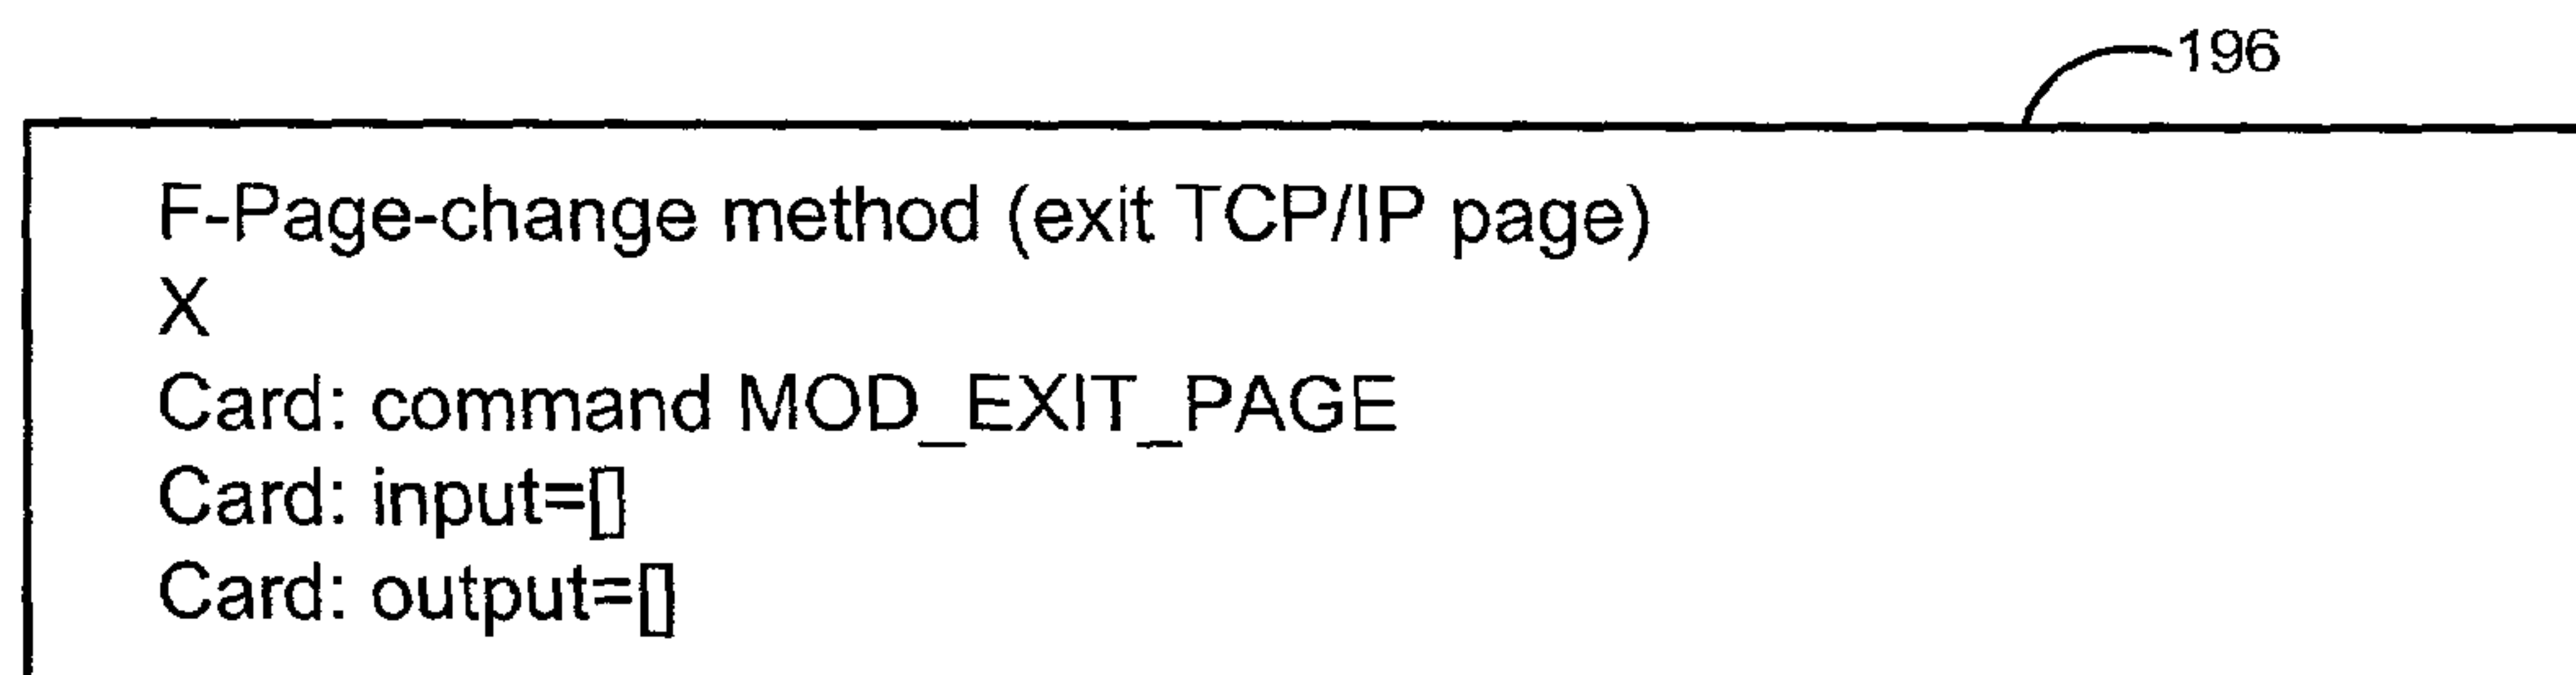 196
F-Page-change method (exit TCP/IP page)
X
Card: command MOD_EXIT_PAGE
Card: input=[]
Card: output=[]